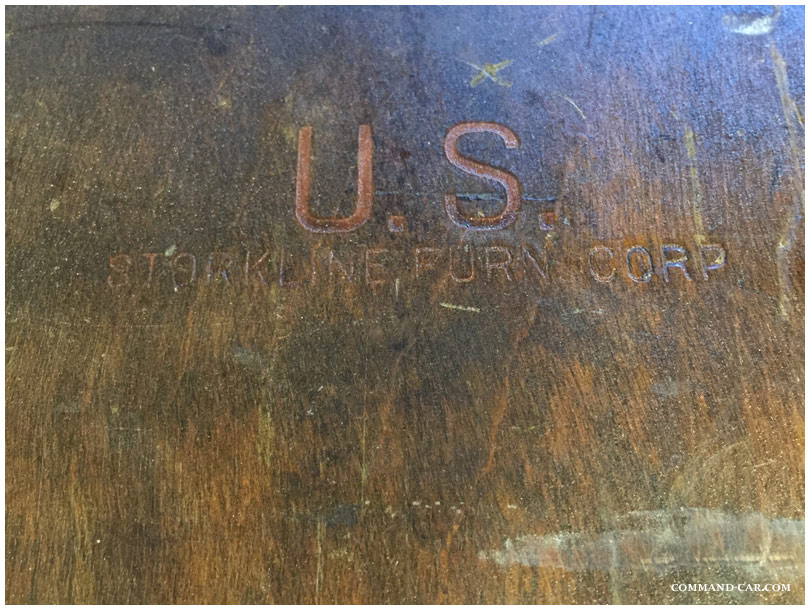 U.S.
STORKLINE FURN CORP
COMMAND-CAR.COM